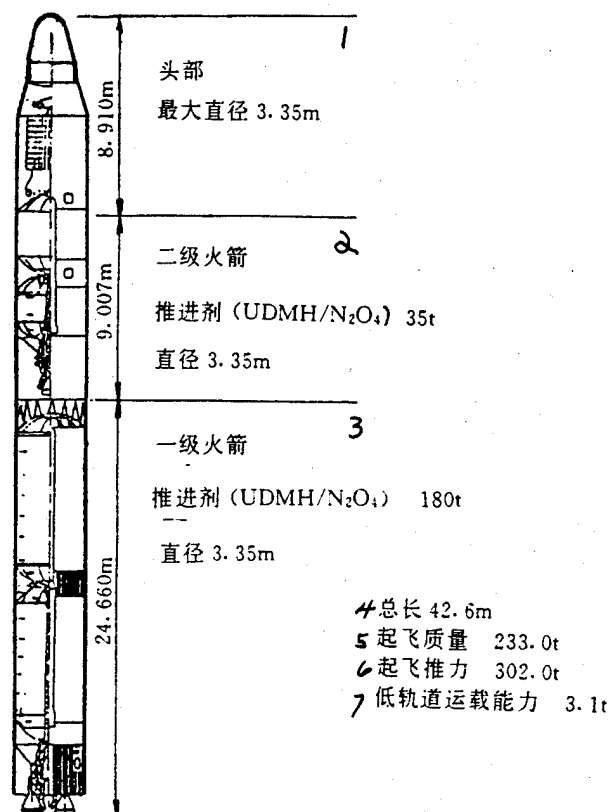 1
头部
最大直径 3.35m
8.910m
2
二级火箭
推进剂 (UDMH/N₂O₄) 35t
直径 3.35m
9.007m
3
一级火箭
推进剂 (UDMH/N₂O₄) 180t
直径 3.35m
24.660m
4 总长 42.6m
5 起飞质量 233.0t
6 起飞推力 302.0t
7 低轨道运载能力 3.1t